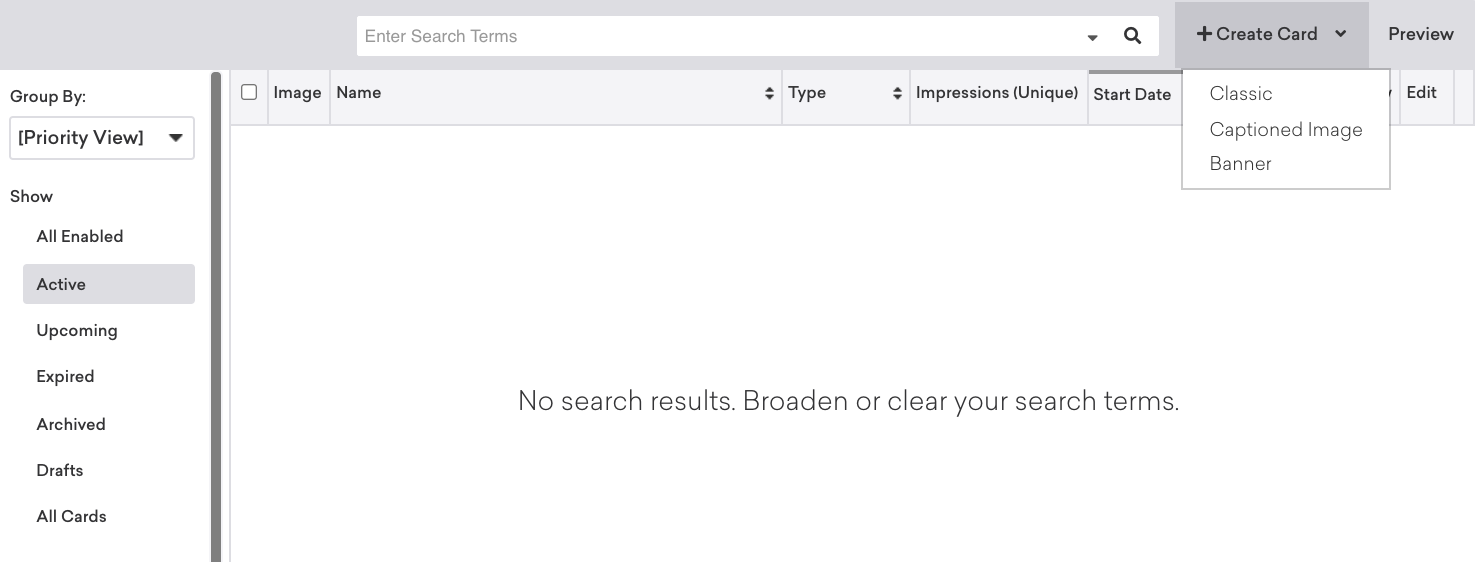 Enter Search Terms
Create Card
Preview
Group By:
[Priority View]
Show
All Enabled
Active
Upcoming
Expired
Archived
Drafts
All Cards
Image
Name
Type
Impressions (Unique)
Start Date
Edit
Classic
Captioned Image
Banner
No search results. Broaden or clear your search terms.